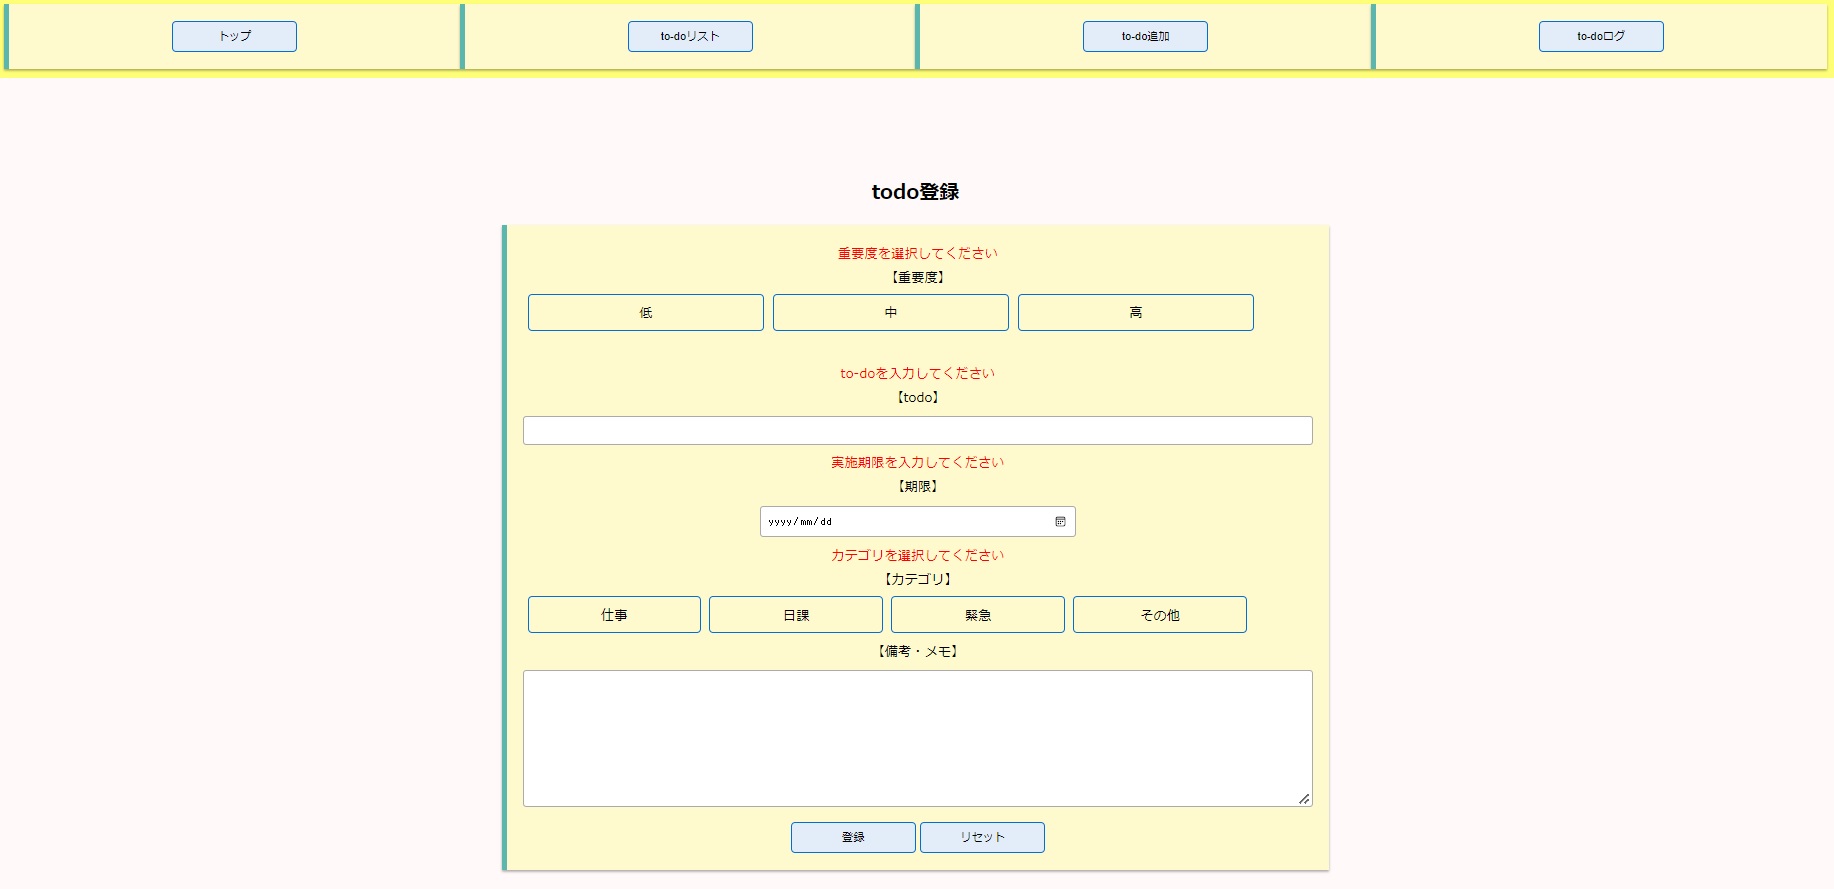 トップ
to-doリスト
to-do追加
to-doログ
todo登録
重要度を選択してください
【重要度】
低
中
高
to-doを入力してください
【todo】
実施期限を入力してください
【期限】
yyyy/mm/dd
カテゴリを選択してください
【カテゴリ】
仕事
日課
緊急
その他
【備考・メモ】
登録
リセット